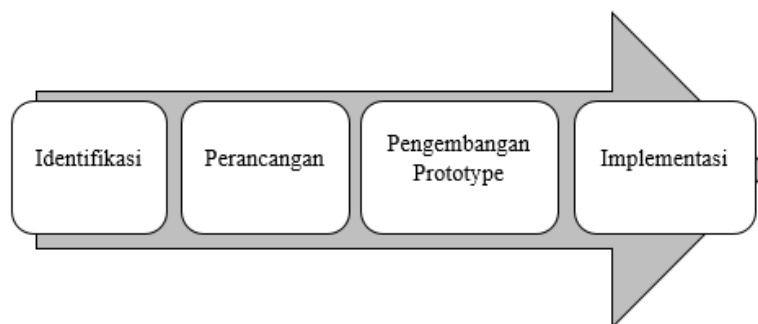 Identifikasi
Perancangan
Pengembangan
Prototype
Implementasi